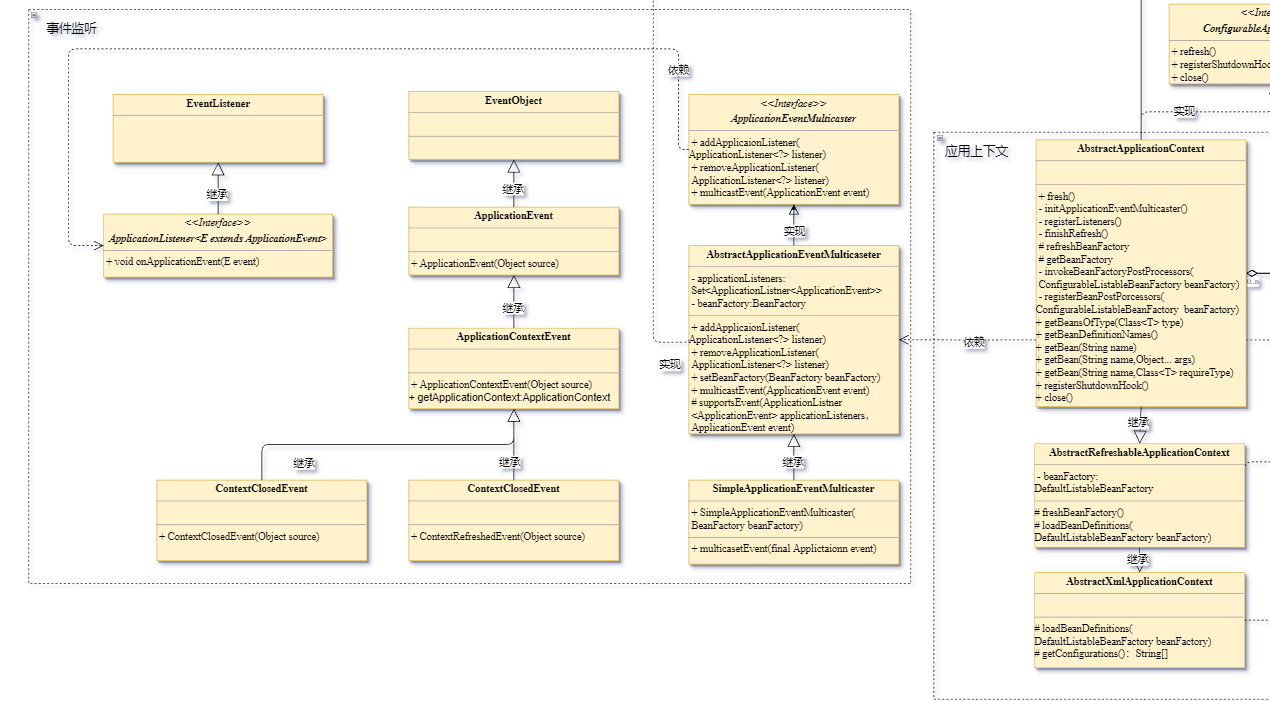 事件监听
依赖
EventListener
继承
<<Interface>>
ApplicationListener<E extends ApplicationEvent>
+ void onApplicationEvent(E event)
EventObject
继承
ApplicationEvent
+ ApplicationEvent(Object source)
继承
ApplicationContextEvent
+ ApplicationContextEvent(Object source)
+ getApplicationContext:ApplicationContext
继承
继承
ContextClosedEvent
+ ContextClosedEvent(Object source)
ContextClosedEvent
+ ContextRefreshedEvent(Object source)
<<Interface>>
ApplicationEventMulticaster
+ addApplicaionListener(
ApplicationListener<?> listener)
+ removeApplicationListener(
ApplicationListener<?> listener)
+ multicastEvent(ApplicationEvent event)
实现
AbstractApplicationEventMulticaseter
- applicationListeners:
Set<ApplicationListner<ApplicationEvent>>
- beanFactory:BeanFactory
+ addApplicaionListener(
ApplicationListener<?> listener)
+ removeApplicationListener(
ApplicationListener<?> listener)
+ setBeanFactory(BeanFactory beanFactory)
+ multicastEvent(ApplicationEvent event)
# supportsEvent(ApplicationListner
<ApplicationEvent> applicationListeners,
ApplicationEvent event)
实现
继承
SimpleApplicationEventMulticaster
+ SimpleApplicationEventMulticaster(
BeanFactory beanFactory)
+ multicasetEvent(final Applictaionn event)
依赖
<<Inte
ConfigurableAp
+ refresh()
+ registerShutdownHoo
+ close()
实现
应用上下文
AbstractApplicationContext
+ fresh()
- initApplicationEventMulticaster()
- registerListeners()
- finishRefresh()
# refreshBeanFactory
# getBeanFactory
- invokeBeanFactoryPostProcessors(
ConfigurableListableBeanFactory beanFactory)
- registerBeanPostPorcessors(
ConfigurableListableBeanFactory beanFactory)
+ getBeansOfType(Class<T> type)
+ getBeanDefinitionNames()
+ getBean(String name)
+ getBean(String name,Object... args)
+ getBean(String name,Class<T> requireType)
+ registerShutdownHook()
+ close()
0..n
继承
AbstractRefreshableApplicationContext
- beanFactory:
DefaultListableBeanFactory
# freshBeanFactory()
# loadBeanDefinitions(
DefaultListableBeanFactory beanFactory)
继承
AbstractXmlApplicationContext
# loadBeanDefinitions(
DefaultListableBeanFactory beanFactory)
# getConfigurations()：String[]